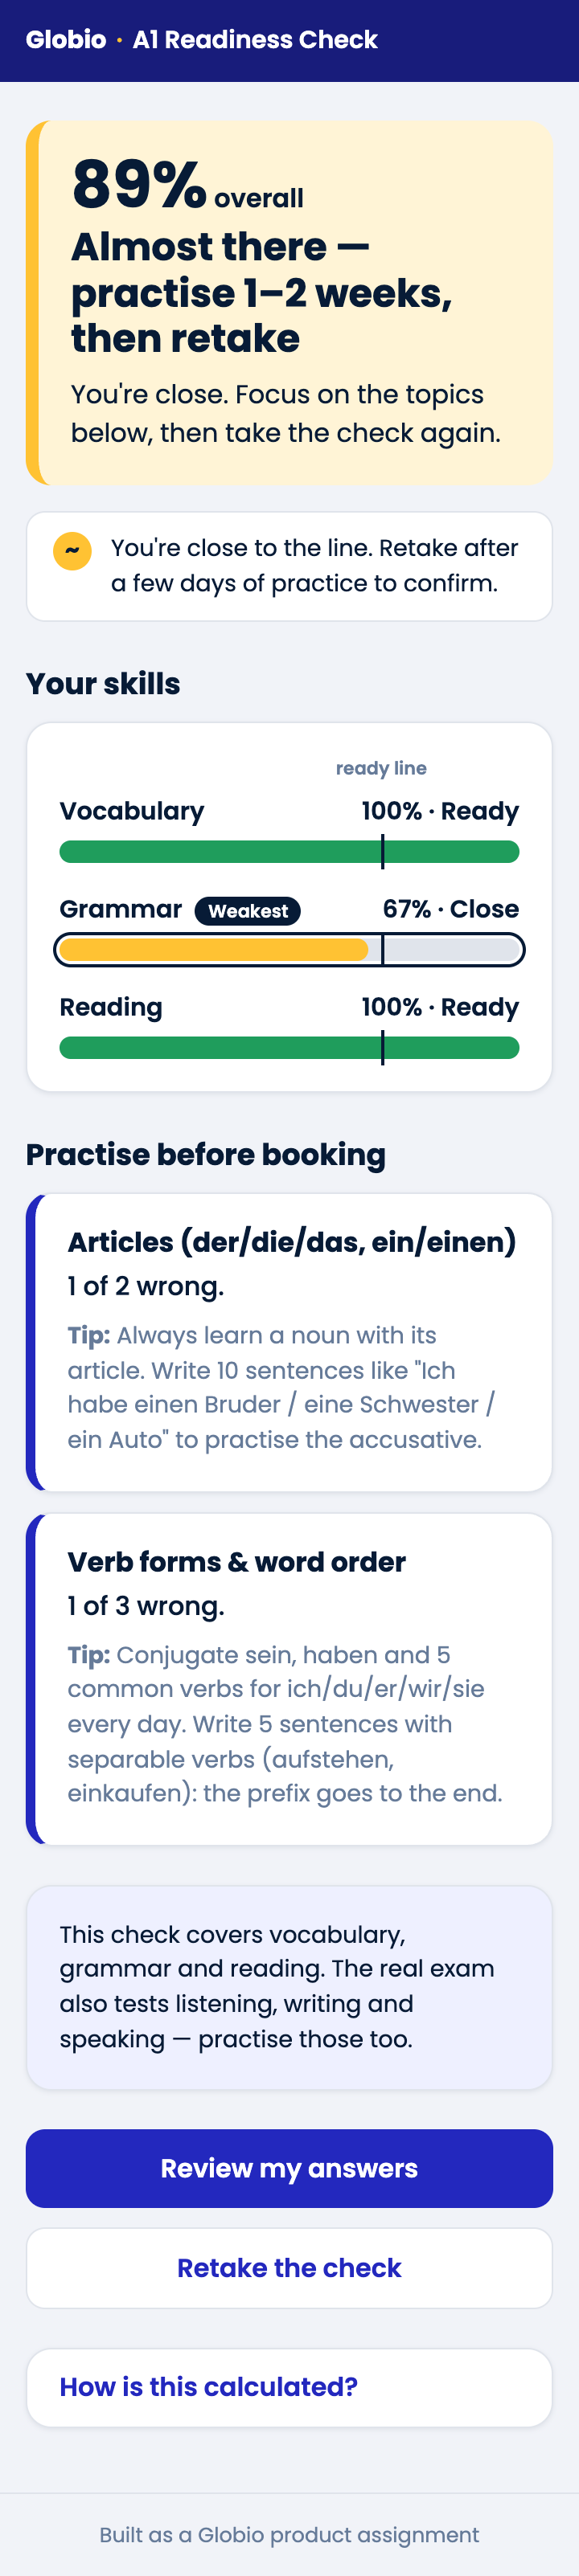 Globio · A1 Readiness Check
89% overall
Almost there —
practise 1–2 weeks,
then retake
You're close. Focus on the topics
below, then take the check again.
~ You're close to the line. Retake after
a few days of practice to confirm.
Your skills
ready line
Vocabulary 100% · Ready
Grammar Weakest 67% · Close
Reading 100% · Ready
Practise before booking
Articles (der/die/das, ein/einen)
1 of 2 wrong.
Tip: Always learn a noun with its
article. Write 10 sentences like "Ich
habe einen Bruder / eine Schwester /
ein Auto" to practise the accusative.
Verb forms & word order
1 of 3 wrong.
Tip: Conjugate sein, haben and 5
common verbs for ich/du/er/wir/sie
every day. Write 5 sentences with
separable verbs (aufstehen,
einkaufen): the prefix goes to the end.
This check covers vocabulary,
grammar and reading. The real exam
also tests listening, writing and
speaking — practise those too.
Review my answers
Retake the check
How is this calculated?
Built as a Globio product assignment